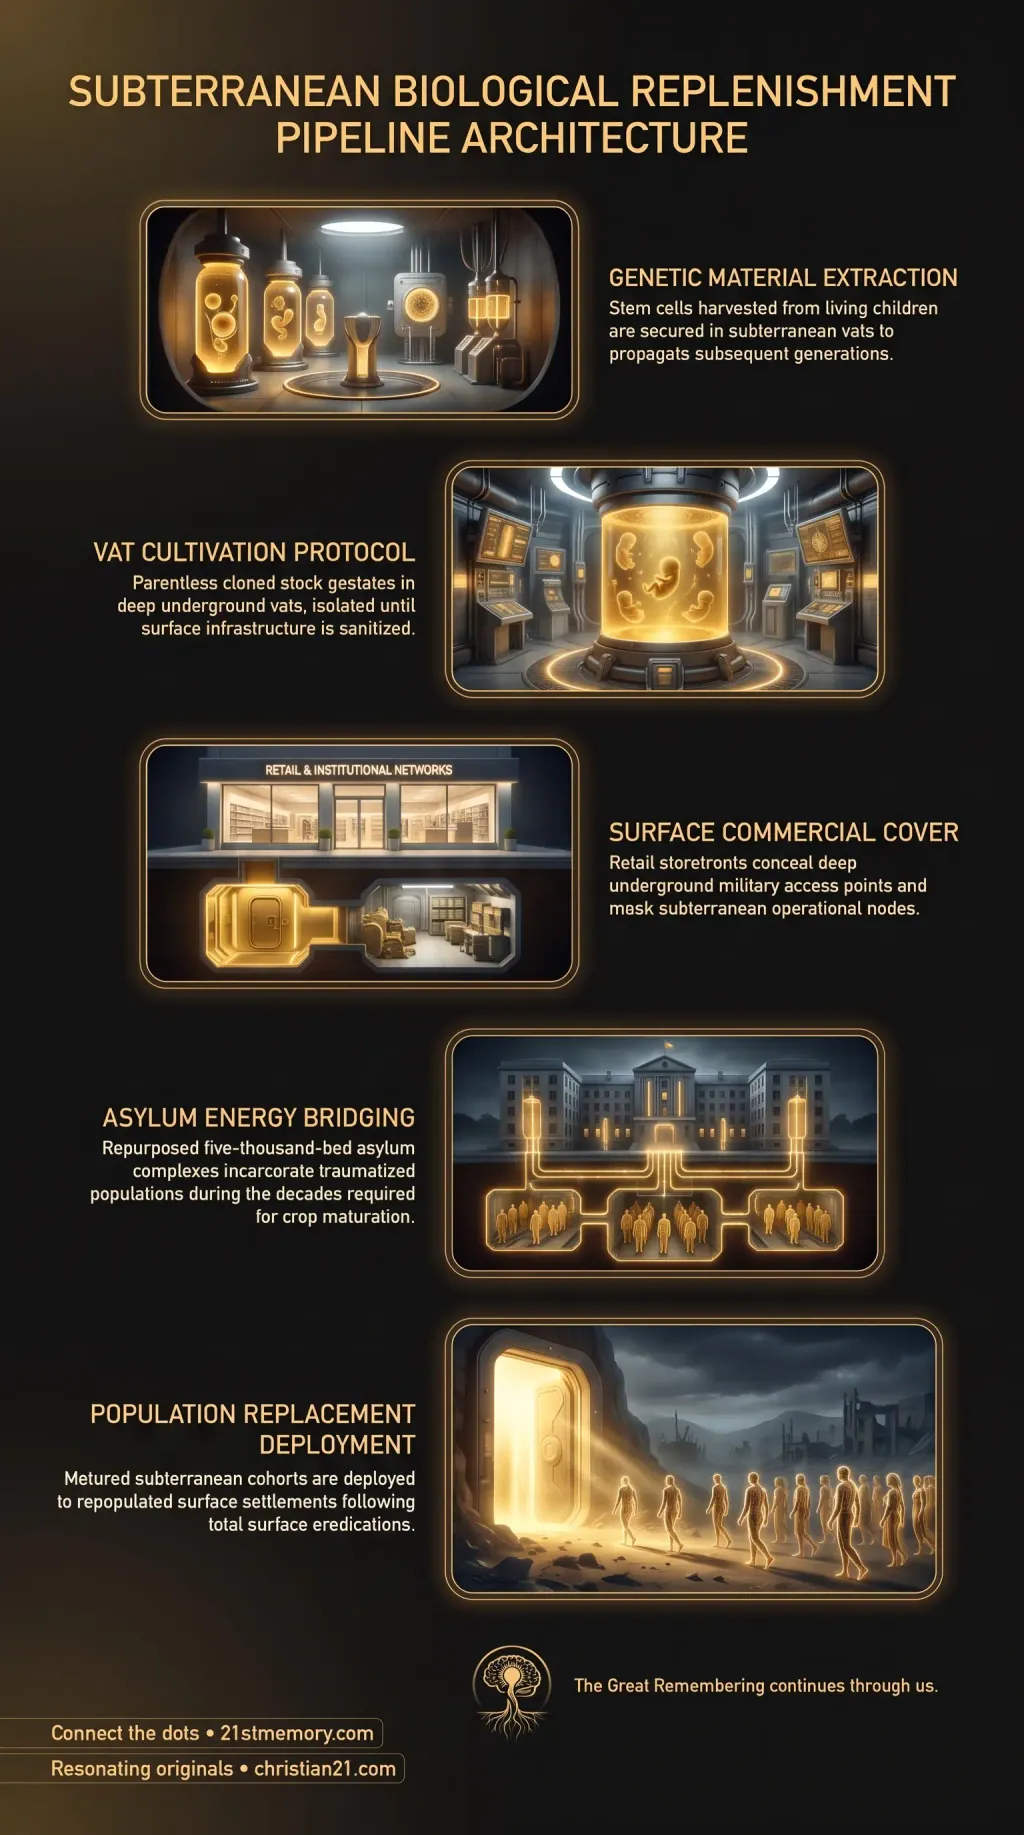 SUBTERRANEAN BIOLOGICAL REPLENISHMENT
PIPELINE ARCHITECTURE
GENETIC MATERIAL EXTRACTION
Stem cells harvested from living children
are secured in subterranean vats to
propagats subsequent generations.
VAT CULTIVATION PROTOCOL
Parentless cloned stock gestates in
deep underground vats, isolated until
surface infrastructure is sanitized.
RETAIL & INSTITUTIONAL NETWORKS
SURFACE COMMERCIAL COVER
Retail storetronts conceal deep
underground military access points and
mask subterranean operational nodes.
ASYLUM ENERGY BRIDGING
Repurposed five-thousand-bed asylum
complexes incarcorate traumatized
populations during the decades required
for crop maturation.
POPULATION REPLACEMENT
DEPLOYMENT
Metured subterranean cohorts are deployed
to repopulated surface settlements following
total surface eredications.
The Great Remembering continues through us.
Connect the dots • 21stmemory.com
Resonating originals • christian21.com